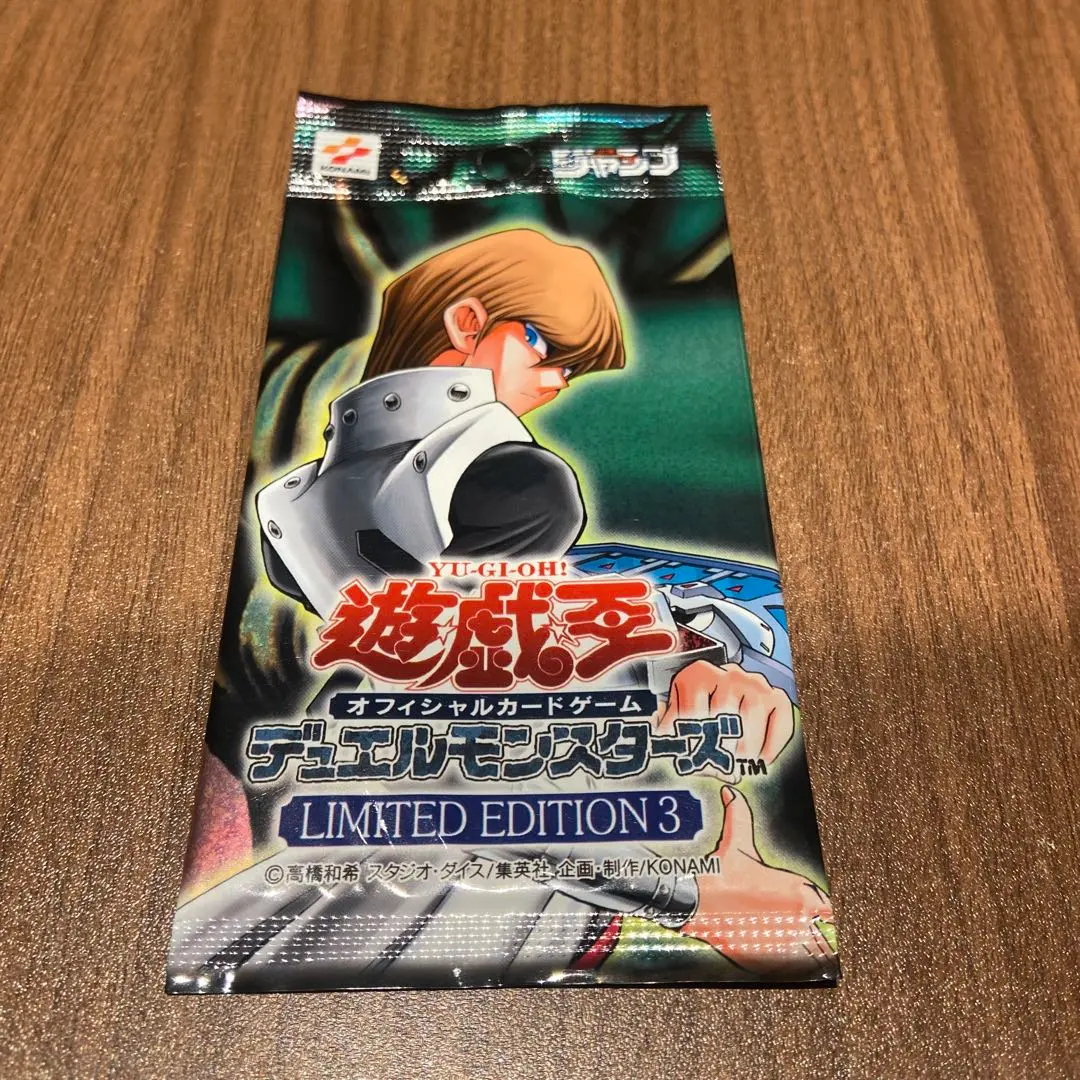 KONAMI
ジャンプ
YU-GI-OH!
遊戯王
オフィシャルカードゲーム
デュエルモンスターズ™
LIMITED EDITION 3
©高橋和希 スタジオ・ダイス/集英社 企画・制作/KONAMI